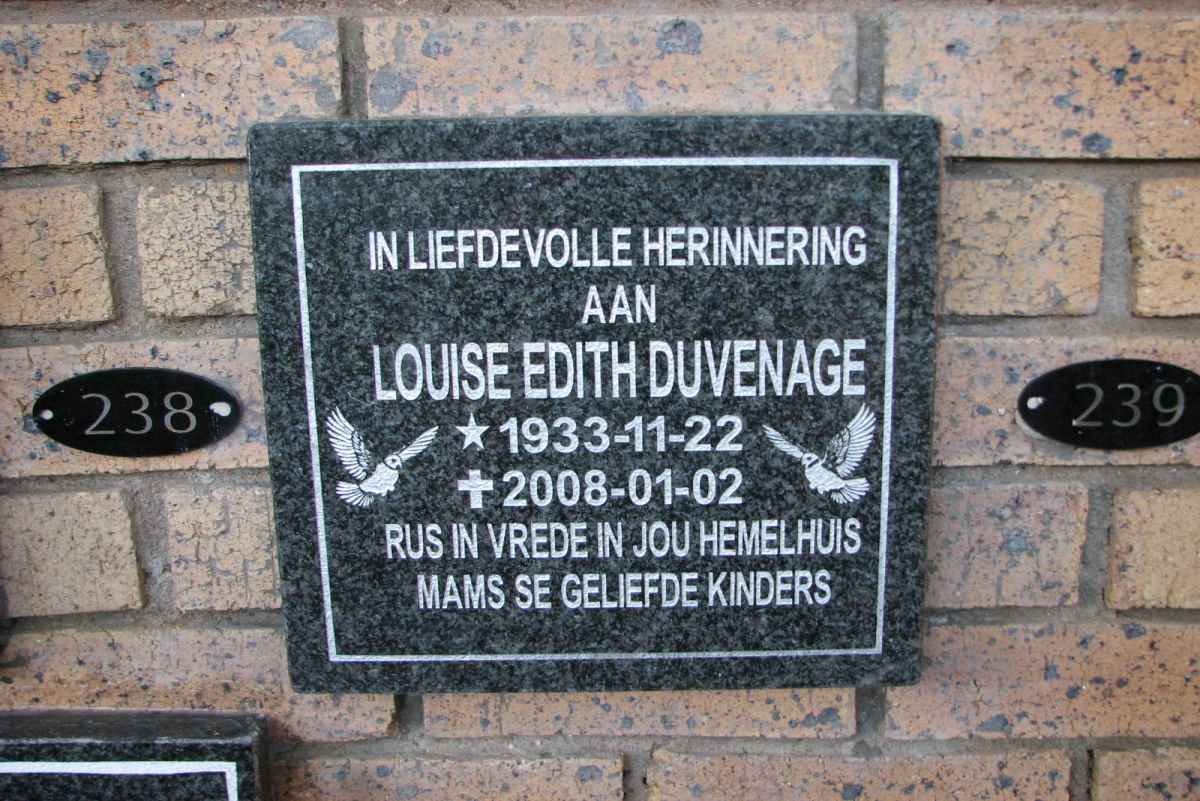 IN LIEFDEVOLLE HERINNERING
AAN
LOUISE EDITH DUVENAGE
1933-11-22
2008-01-02
RUS IN VREDE IN JOU HEMELHUIS
MAMS SE GELIEFDE KINDERS
238
239